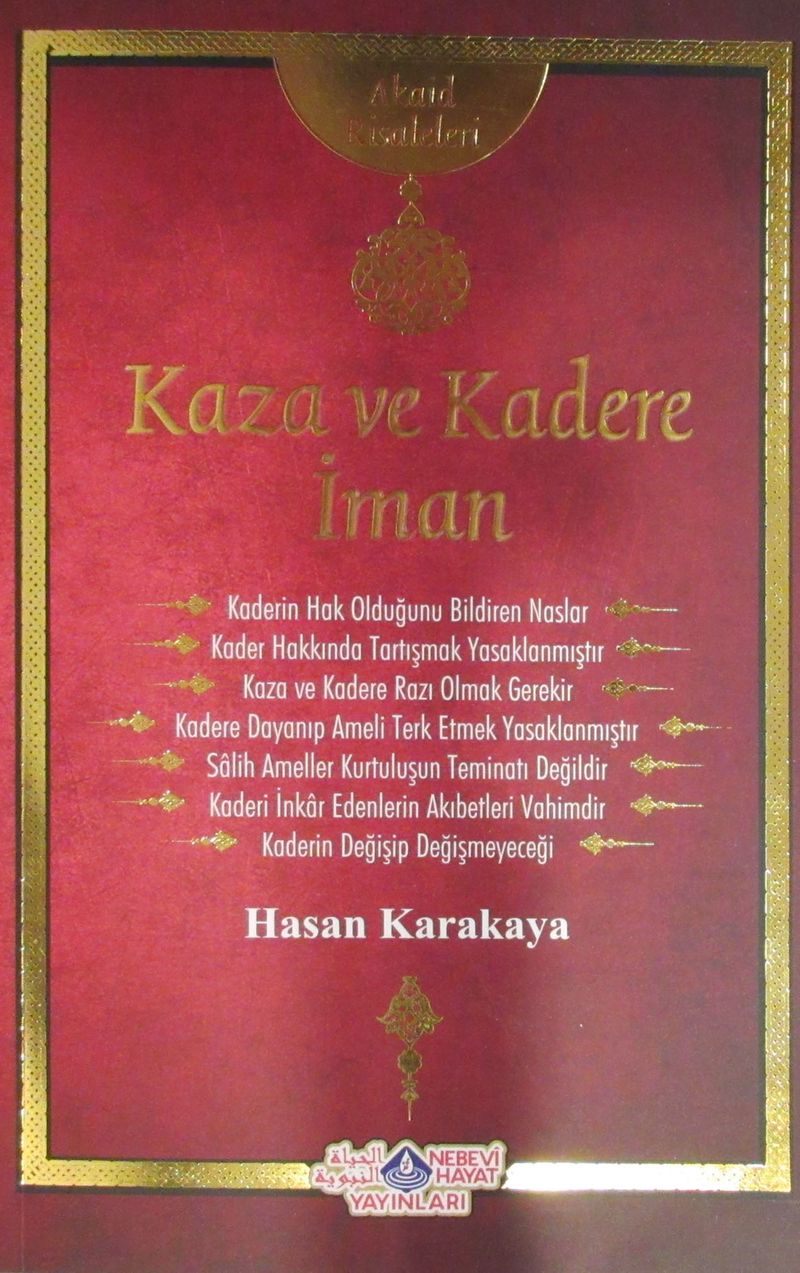 Akaid
Risaleleri
Kaza ve Kadere
İman
Kaderin Hak Olduğunu Bildiren Naslar
Kader Hakkında Tartışmak Yasaklanmıştır
Kaza ve Kadere Razı Olmak Gerekir
Kadere Dayanıp Ameli Terk Etmek Yasaklanmıştır
Sâlih Ameller Kurtuluşun Teminatı Değildir
Kaderi İnkâr Edenlerin Akıbetleri Vahimdir
Kaderin Değişip Değişmeyeceği
Hasan Karakaya
الحياة NEBEVİ
النبوية HAYAT
YAYINLARI